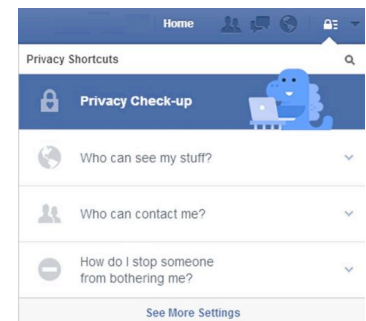 Home
Privacy Shortcuts
Privacy Check-up
Who can see my stuff?
Who can contact me?
How do I stop someone
from bothering me?
See More Settings